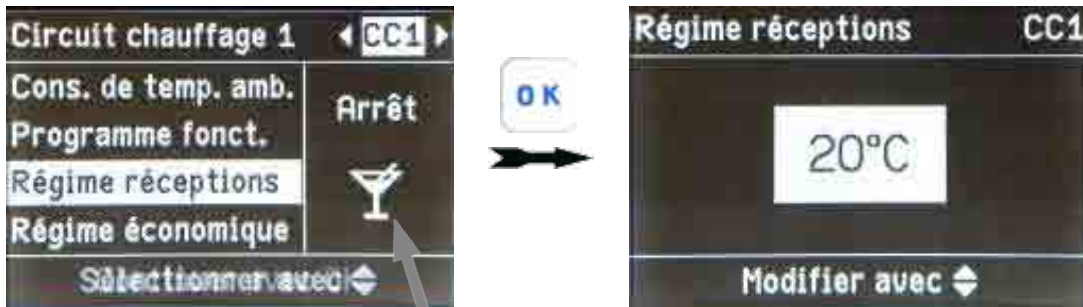 Circuit chauffage 1 CC1
Cons. de temp. amb.
Programme fonct.
Régime réceptions
Régime économique
Arrêt
OK
Régime réceptions CC1
20°C
Modifier avec